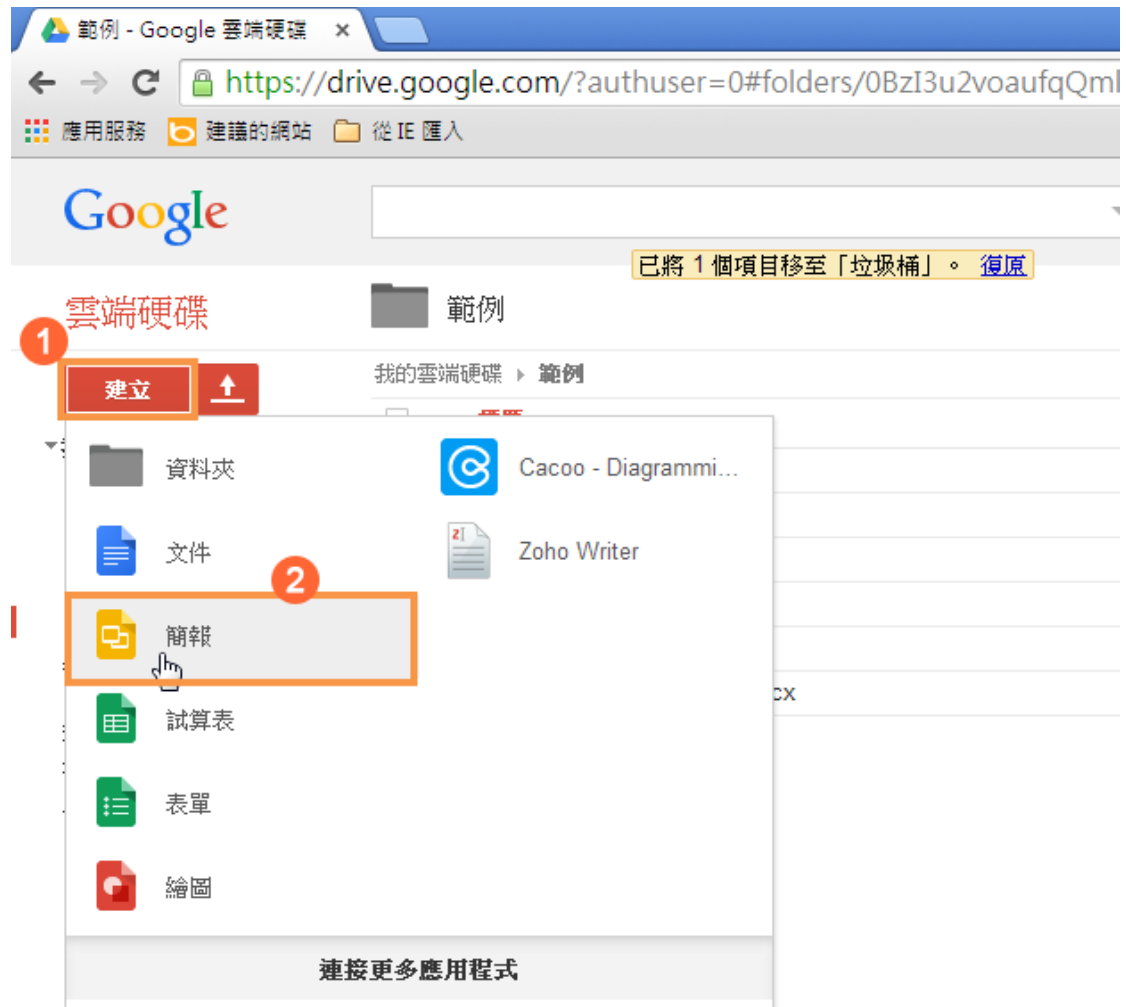 範例 - Google 雲端硬碟
https://drive.google.com/?authuser=0#folders/0BzI3u2voaufqQml
應用服務 建議的網站 從 IE 匯入
Google
已將 1 個項目移至「垃圾桶」。 復原
雲端硬碟 範例
1
建立 我的雲端硬碟 ▸ 範例
資料夾 Cacoo - Diagrammi...
文件 Zoho Writer
2
簡報
cx
試算表
表單
繪圖
連接更多應用程式